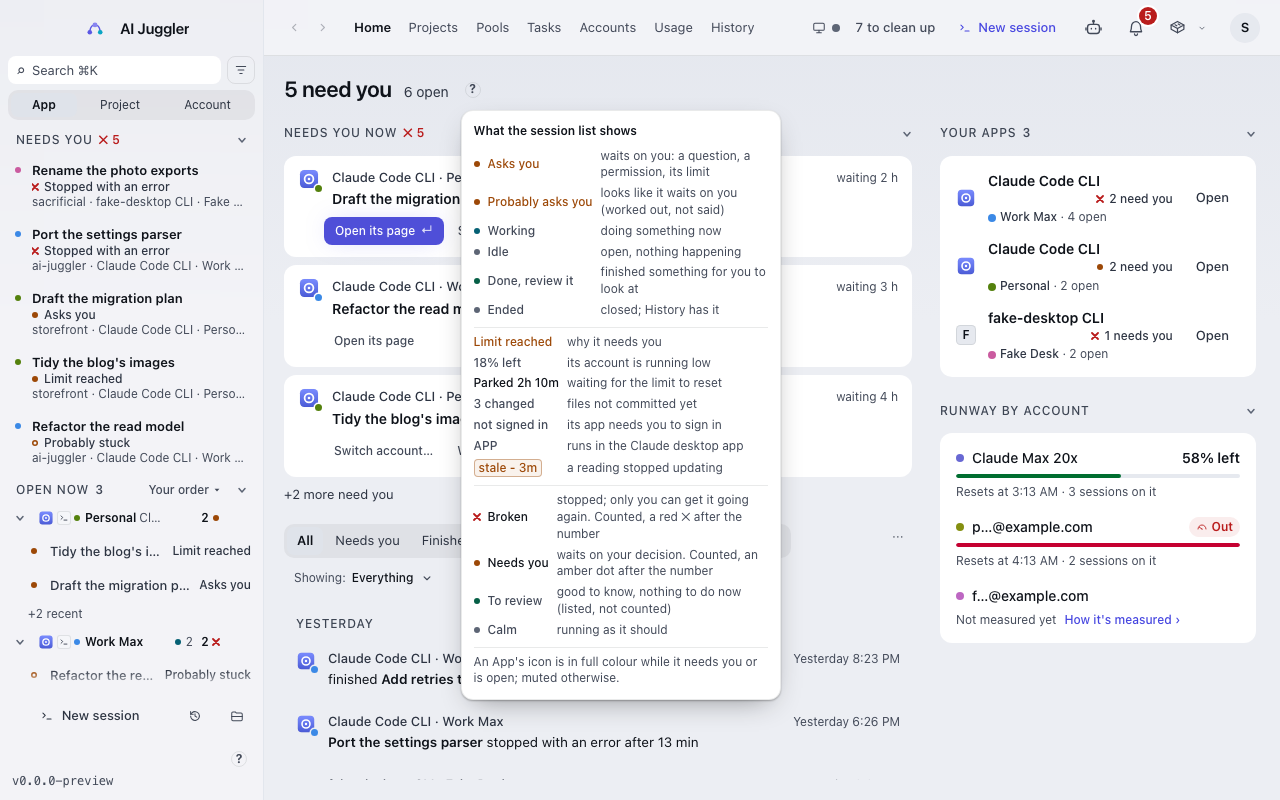 AI Juggler
Search ⌘K
App Project Account
NEEDS YOU 5
Rename the photo exports
Stopped with an error
sacrificial · fake-desktop CLI · Fake ...
Port the settings parser
Stopped with an error
ai-juggler · Claude Code CLI · Work ...
Draft the migration plan
Asks you
storefront · Claude Code CLI · Perso...
Tidy the blog's images
Limit reached
storefront · Claude Code CLI · Perso...
Refactor the read model
Probably stuck
ai-juggler · Claude Code CLI · Work ...
OPEN NOW 3 Your order
Personal Cl... 2
Tidy the blog's i... Limit reached
Draft the migration p... Asks you
+2 recent
Work Max 2 2
Refactor the re... Probably stuck
New session
?
v0.0.0-preview
Home Projects Pools Tasks Accounts Usage History
7 to clean up New session 5 S
5 need you 6 open ?
NEEDS YOU NOW 5
Claude Code CLI · Pe waiting 2 h
Draft the migration
Open its page
Claude Code CLI · Wo waiting 3 h
Refactor the read m
Open its page
Claude Code CLI · Pe waiting 4 h
Tidy the blog's ima
Switch account...
+2 more need you
All Needs you Finishe
Showing: Everything
YESTERDAY
Claude Code CLI · Wo Yesterday 8:23 PM
finished Add retries t
Claude Code CLI · Work Max Yesterday 6:26 PM
Port the settings parser stopped with an error after 13 min
What the session list shows
Asks you waits on you: a question, a
permission, its limit
Probably asks you looks like it waits on you
(worked out, not said)
Working doing something now
Idle open, nothing happening
Done, review it finished something for you to
look at
Ended closed; History has it
Limit reached why it needs you
18% left its account is running low
Parked 2h 10m waiting for the limit to reset
3 changed files not committed yet
not signed in its app needs you to sign in
APP runs in the Claude desktop app
stale - 3m a reading stopped updating
Broken stopped; only you can get it going
again. Counted, a red ✕ after the
number
Needs you waits on your decision. Counted, an
amber dot after the number
To review good to know, nothing to do now
(listed, not counted)
Calm running as it should
An App's icon is in full colour while it needs you or
is open; muted otherwise.
YOUR APPS 3
Claude Code CLI
2 need you Open
Work Max · 4 open
Claude Code CLI
2 need you Open
Personal · 2 open
F fake-desktop CLI
1 needs you Open
Fake Desk · 2 open
RUNWAY BY ACCOUNT
Claude Max 20x 58% left
Resets at 3:13 AM · 3 sessions on it
p...@example.com Out
Resets at 4:13 AM · 2 sessions on it
f...@example.com
Not measured yet How it's measured ›